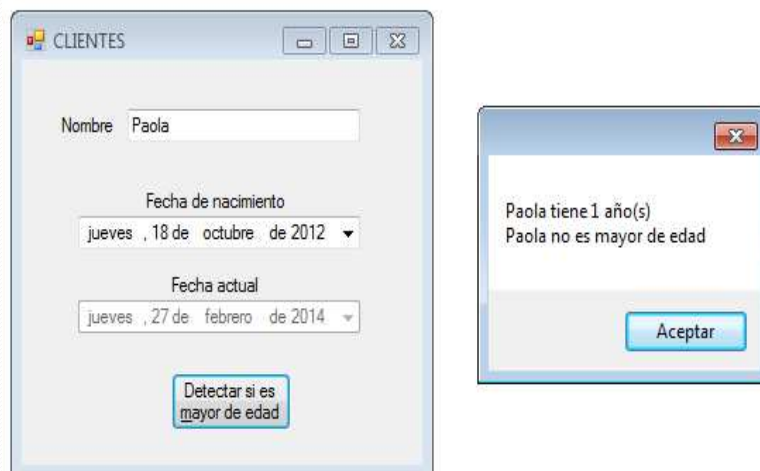 CLIENTES
Nombre Paola
Fecha de nacimiento
jueves , 18 de octubre de 2012
Fecha actual
jueves , 27 de febrero de 2014
Detectar si es
mayor de edad
Paola tiene 1 año(s)
Paola no es mayor de edad
Aceptar